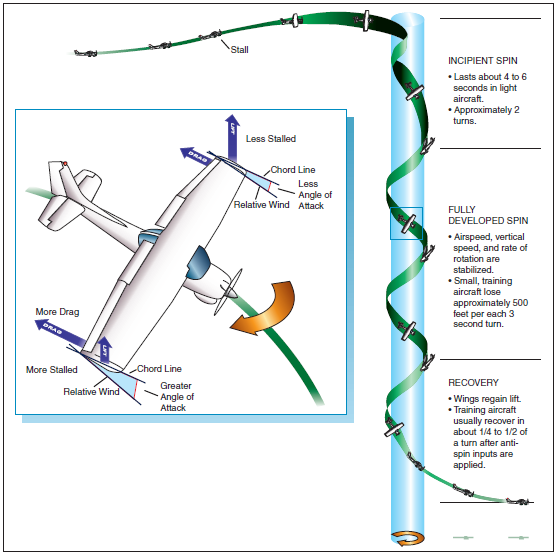 Stall
INCIPIENT SPIN
• Lasts about 4 to 6
seconds in light
aircraft.
• Approximately 2
turns.
LIFT
Less Stalled
DRAG
Chord Line
Less
Angle of
Attack
Relative Wind
FULLY
DEVELOPED SPIN
• Airspeed, vertical
speed, and rate of
rotation are
stabilized.
• Small, training
aircraft lose
approximately 500
feet per each 3
second turn.
More Drag
DRAG
LIFT
More Stalled
Chord Line
Relative Wind
Greater
Angle of
Attack
RECOVERY
• Wings regain lift.
• Training aircraft
usually recover in
about 1/4 to 1/2 of
a turn after anti-
spin inputs are
applied.